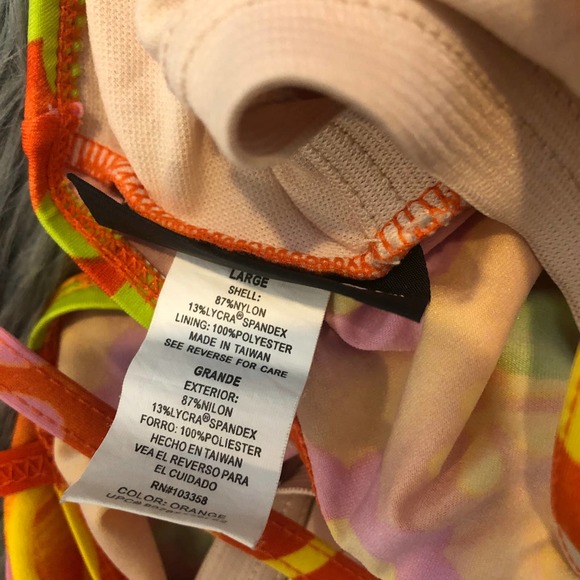 LARGE
SHELL:
87%NYLON
13%LYCRA®SPANDEX
LINING: 100%POLYESTER
MADE IN TAIWAN
SEE REVERSE FOR CARE
GRANDE
EXTERIOR:
87%NILON
13%LYCRA®SPANDEX
FORRO: 100%POLIESTER
HECHO EN TAIWAN
VEA EL REVERSO PARA
EL CUIDADO
RN#103358
COLOR: ORANGE